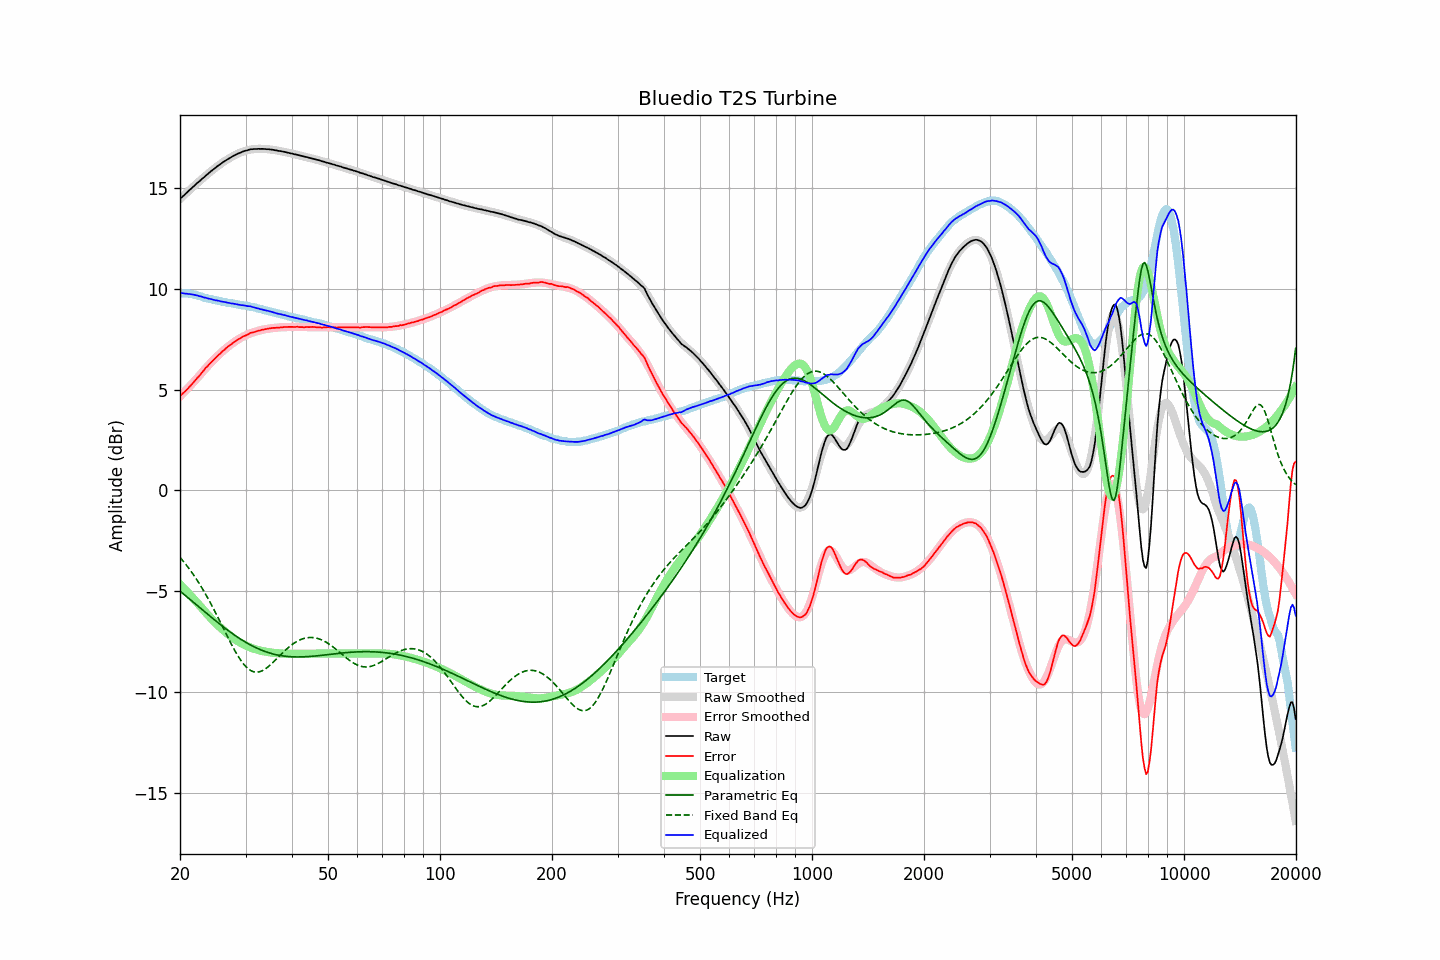 Bluedio T2S Turbine
Amplitude (dBr)
15
10
5
0
−5
−10
−15
20
50
100
200
500
1000
2000
5000
10000
20000
Frequency (Hz)
Target
Raw Smoothed
Error Smoothed
Raw
Error
Equalization
Parametric Eq
Fixed Band Eq
Equalized